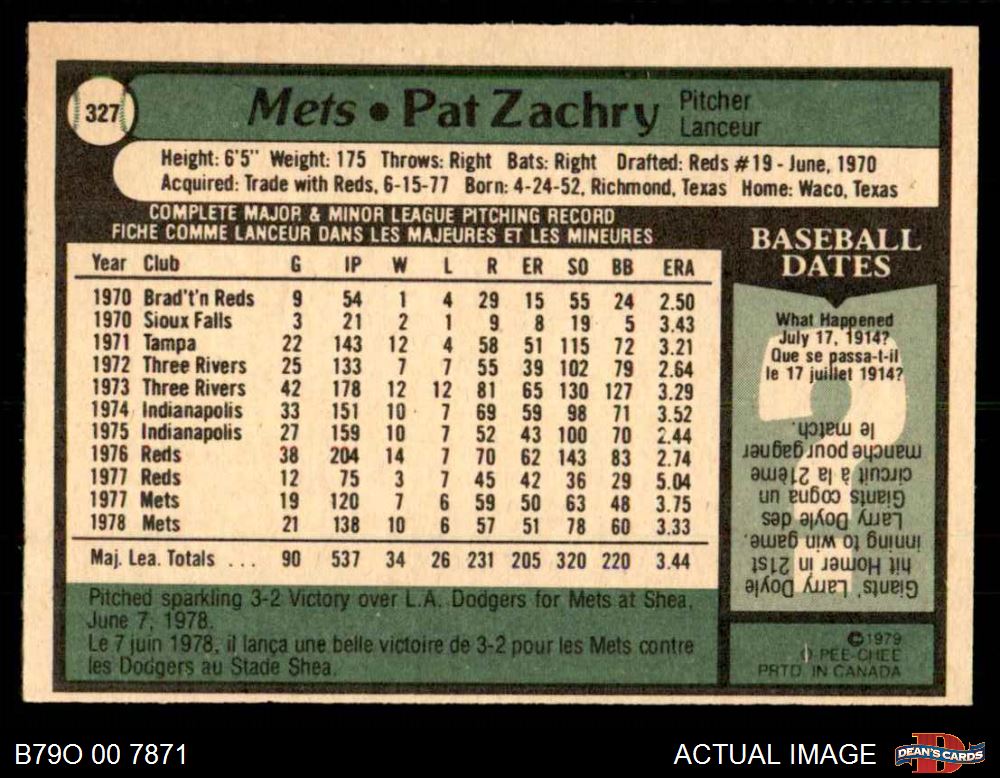 327
Mets • Pat Zachry Pitcher
Lanceur
Height: 6'5" Weight: 175 Throws: Right Bats: Right Drafted: Reds #19 - June, 1970
Acquired: Trade with Reds, 6-15-77 Born: 4-24-52, Richmond, Texas Home: Waco, Texas
COMPLETE MAJOR & MINOR LEAGUE PITCHING RECORD
FICHE COMME LANCEUR DANS LES MAJEURES ET LES MINEURES
Year Club G IP W L R ER SO BB ERA
1970 Brad't'n Reds 9 54 1 4 29 15 55 24 2.50
1970 Sioux Falls 3 21 2 1 9 8 19 5 3.43
1971 Tampa 22 143 12 4 58 51 115 72 3.21
1972 Three Rivers 25 133 7 7 55 39 102 79 2.64
1973 Three Rivers 42 178 12 12 81 65 130 127 3.29
1974 Indianapolis 33 151 10 7 69 59 98 71 3.52
1975 Indianapolis 27 159 10 7 52 43 100 70 2.44
1976 Reds 38 204 14 7 70 62 143 83 2.74
1977 Reds 12 75 3 7 45 42 36 29 5.04
1977 Mets 19 120 7 6 59 50 63 48 3.75
1978 Mets 21 138 10 6 57 51 78 60 3.33
Maj. Lea. Totals . . . 90 537 34 26 231 205 320 220 3.44
Pitched sparkling 3-2 Victory over L.A. Dodgers for Mets at Shea,
June 7, 1978.
Le 7 juin 1978, il lança une belle victoire de 3-2 pour les Mets contre
les Dodgers au Stade Shea.
BASEBALL
DATES
What Happened
July 17, 1914?
Que se passa-t-il
le 17 juillet 1914?
Giants' Larry Doyle
hit Homer in 21st
inning to win game.
Larry Doyle des
Giants cogna un
circuit à la 21ème
manche pour gagner
le match.
©1979
O PEE-CHEE
PRTD. IN CANADA
B79O 00 7871
ACTUAL IMAGE
DEAN'S CARDS